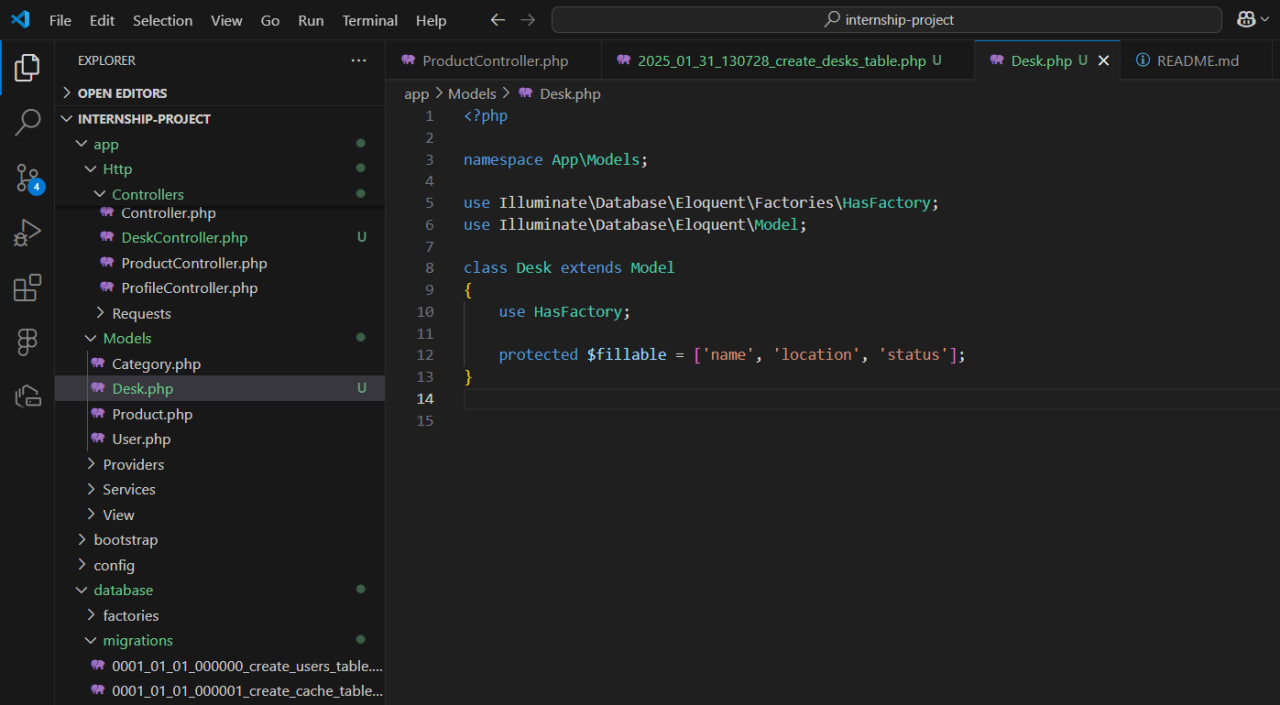 File Edit Selection View Go Run Terminal Help
internship-project
EXPLORER
OPEN EDITORS
INTERNSHIP-PROJECT
app
Http
Controllers
Controller.php
DeskController.php U
ProductController.php
ProfileController.php
Requests
Models
Category.php
Desk.php U
Product.php
User.php
Providers
Services
View
bootstrap
config
database
factories
migrations
0001_01_01_000000_create_users_table....
0001_01_01_000001_create_cache_table...
4
ProductController.php
2025_01_31_130728_create_desks_table.php U
Desk.php U
README.md
app > Models > Desk.php
1 <?php
2
3 namespace App\Models;
4
5 use Illuminate\Database\Eloquent\Factories\HasFactory;
6 use Illuminate\Database\Eloquent\Model;
7
8 class Desk extends Model
9 {
10 use HasFactory;
11
12 protected $fillable = ['name', 'location', 'status'];
13 }
14
15